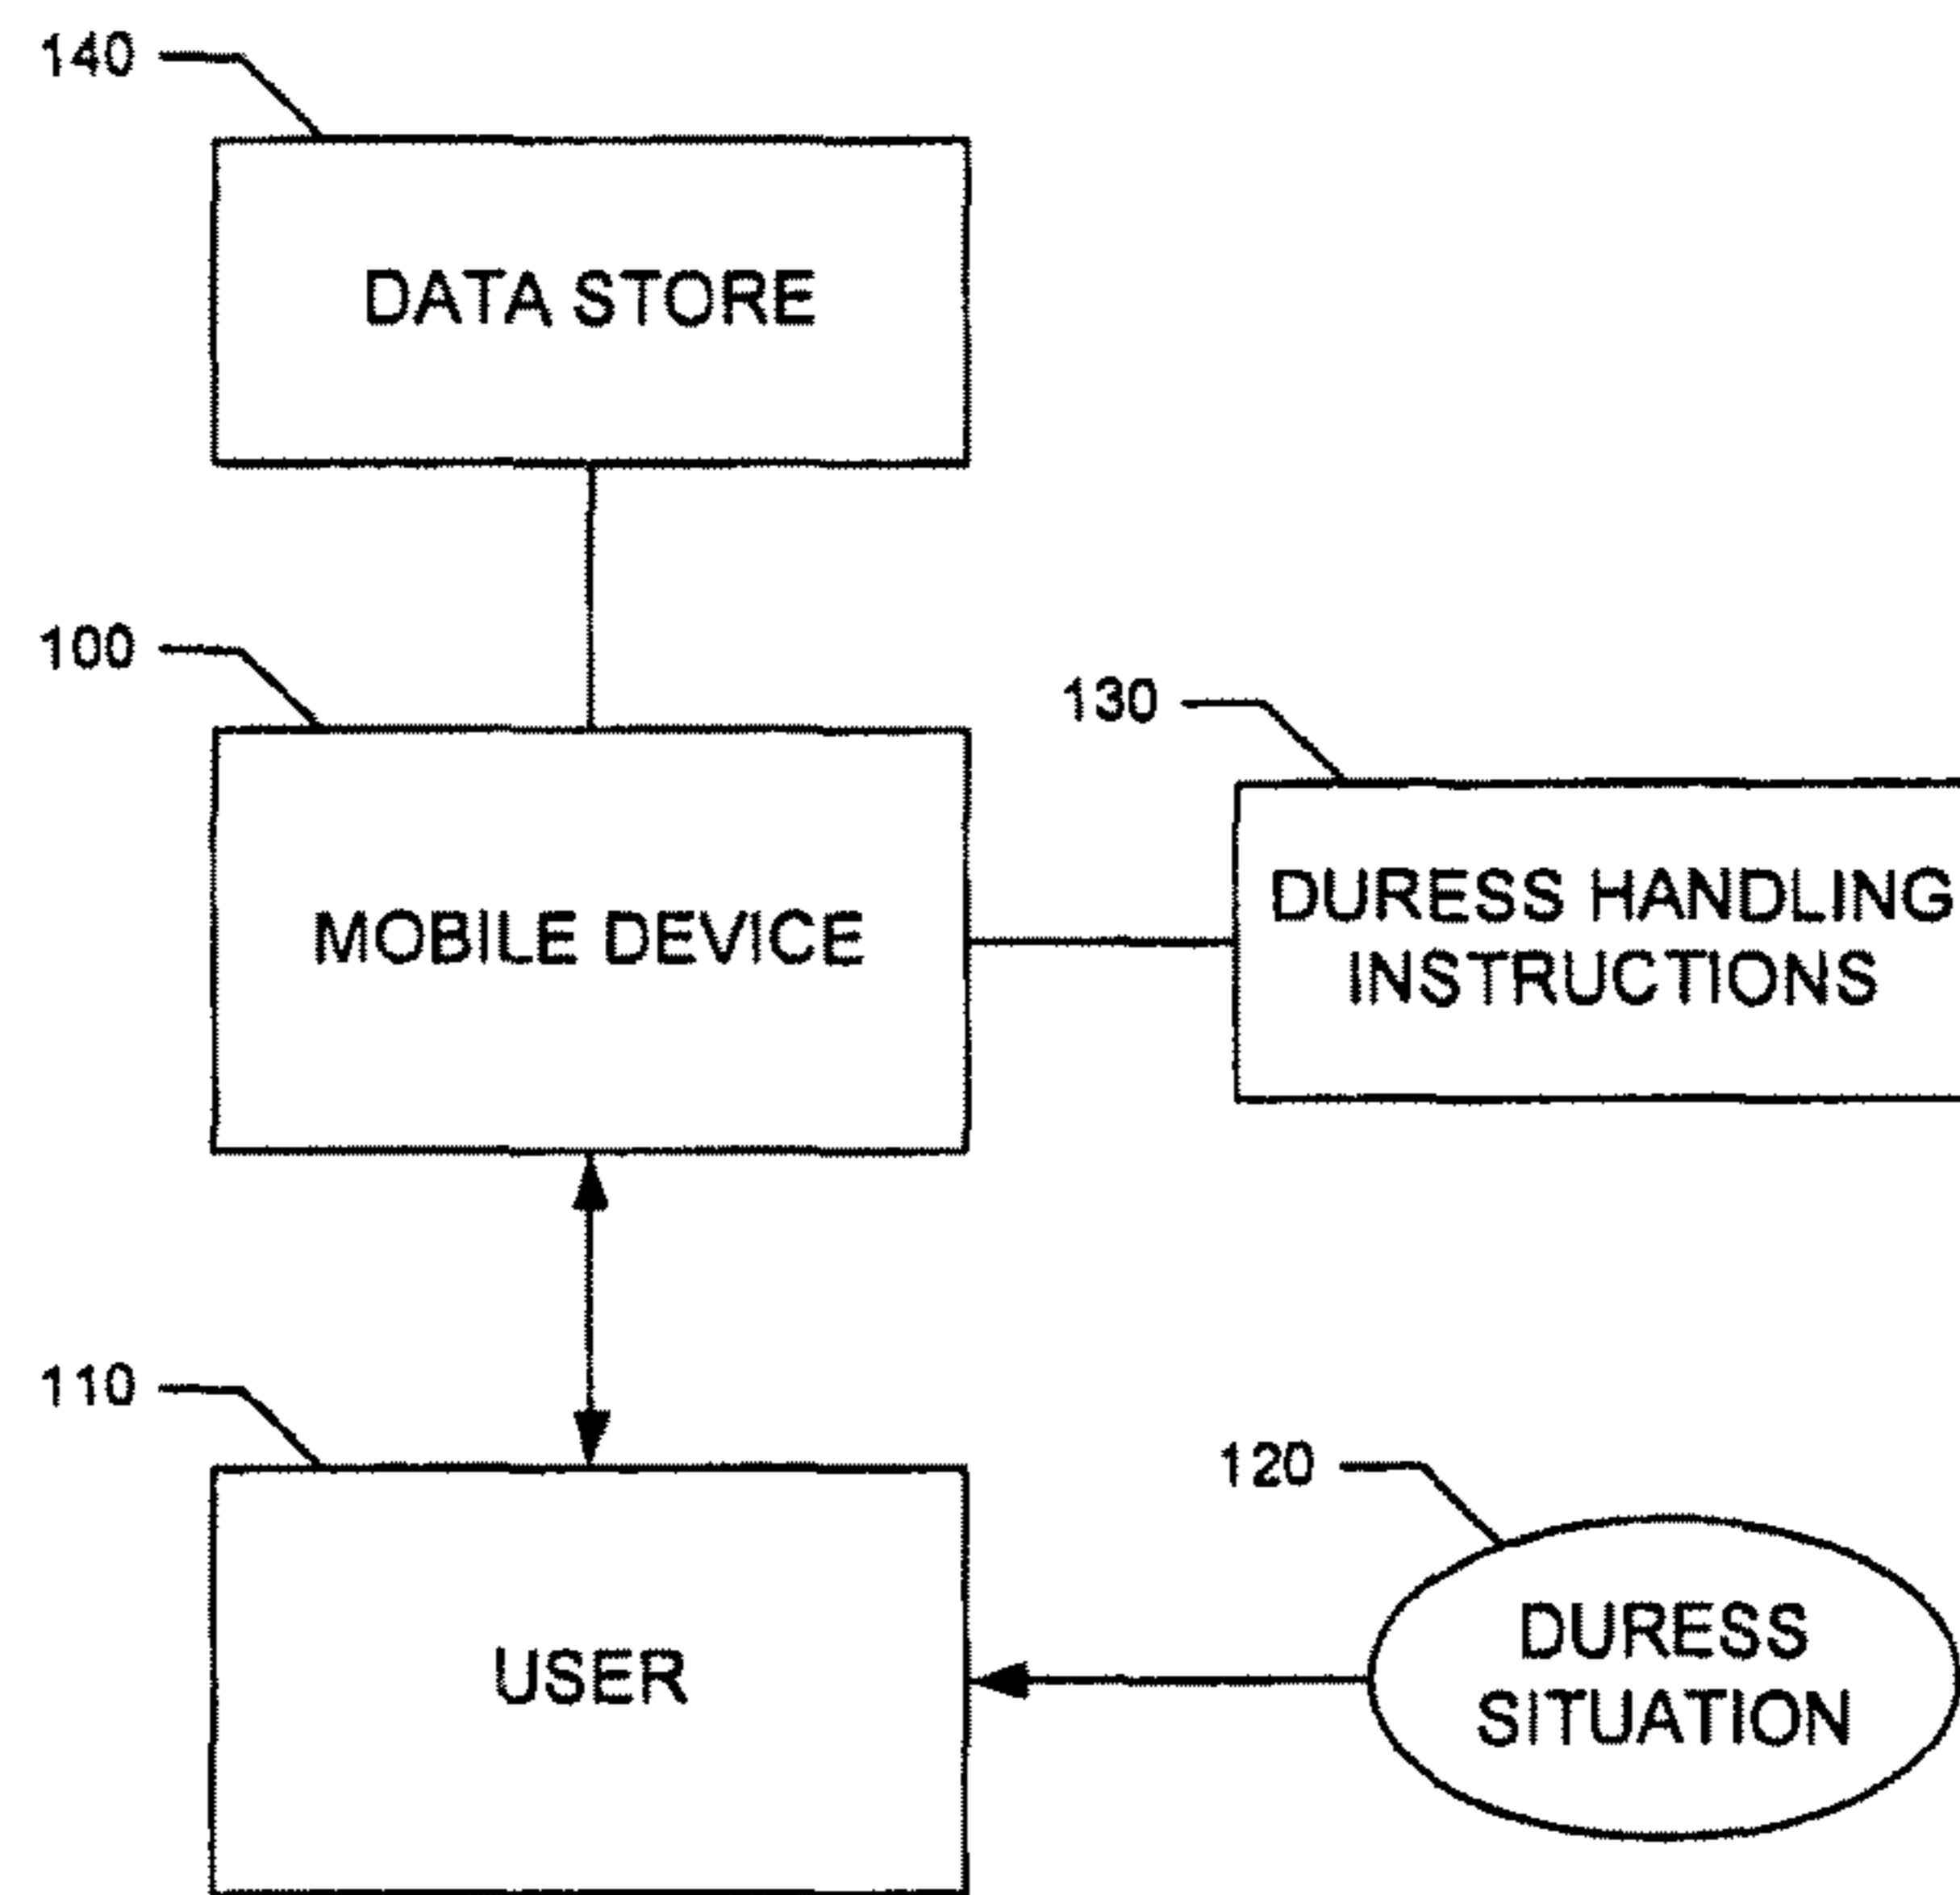 140
DATA STORE
100
MOBILE DEVICE
130
DURESS HANDLING
INSTRUCTIONS
110
USER
120
DURESS
SITUATION